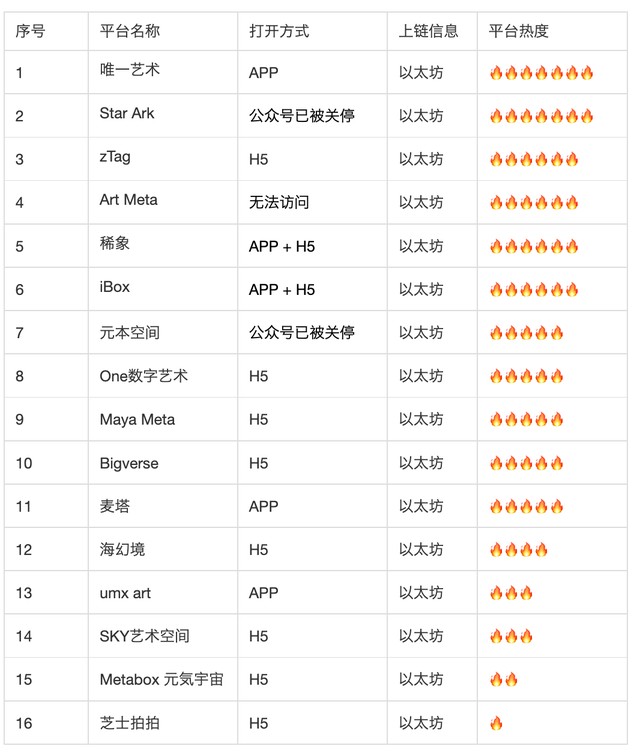 序号 平台名称 打开方式 上链信息 平台热度
1 唯一艺术 APP 以太坊 🔥🔥🔥🔥🔥🔥🔥
2 Star Ark 公众号已被关停 以太坊 🔥🔥🔥🔥🔥🔥🔥
3 zTag H5 以太坊 🔥🔥🔥🔥🔥🔥
4 Art Meta 无法访问 以太坊 🔥🔥🔥🔥🔥🔥
5 稀象 APP + H5 以太坊 🔥🔥🔥🔥🔥🔥
6 iBox APP + H5 以太坊 🔥🔥🔥🔥🔥🔥
7 元本空间 公众号已被关停 以太坊 🔥🔥🔥🔥🔥
8 One数字艺术 H5 以太坊 🔥🔥🔥🔥🔥
9 Maya Meta H5 以太坊 🔥🔥🔥🔥🔥
10 Bigverse H5 以太坊 🔥🔥🔥🔥🔥
11 麦塔 APP 以太坊 🔥🔥🔥🔥🔥
12 海幻境 H5 以太坊 🔥🔥🔥🔥
13 umx art APP 以太坊 🔥🔥🔥
14 SKY艺术空间 H5 以太坊 🔥🔥🔥
15 Metabox 元気宇宙 H5 以太坊 🔥🔥
16 芝士拍拍 H5 以太坊 🔥